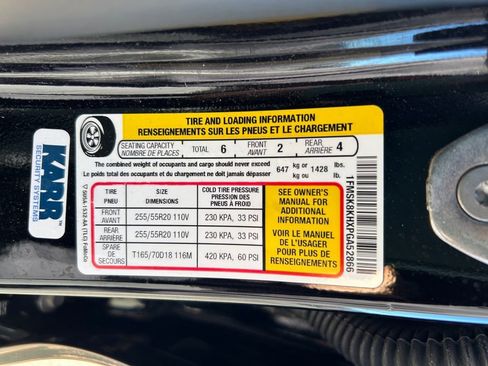 TIRE AND LOADING INFORMATION
RENSEIGNEMENTS SUR LES PNEUS ET LE CHARGEMENT
SEATING CAPACITY
NOMBRE DE PLACES
TOTAL 6
FRONT
AVANT 2
REAR
ARRIÈRE 4
The combined weight of occupants and cargo should never exceed
Le poids total des occupants et du chargement ne doit jamais dépasser
647 kg or 1428 lbs.
kg ou lb.
TIRE
PNEU
SIZE
DIMENSIONS
COLD TIRE PRESSURE
PRESSION DES
PNEUS À FROID
FRONT
AVANT
255/55R20 110V
230 KPA, 33 PSI
REAR
ARRIÈRE
255/55R20 110V
230 KPA, 33 PSI
SPARE
DE
SECOURS
T165/70D18 116M
420 KPA, 60 PSI
SEE OWNER'S
MANUAL FOR
ADDITIONAL
INFORMATION
VOIR LE MANUEL
DE L'USAGER
POUR PLUS DE
RENSEIGNEMENTS
KARR
SECURITY SYSTEMS